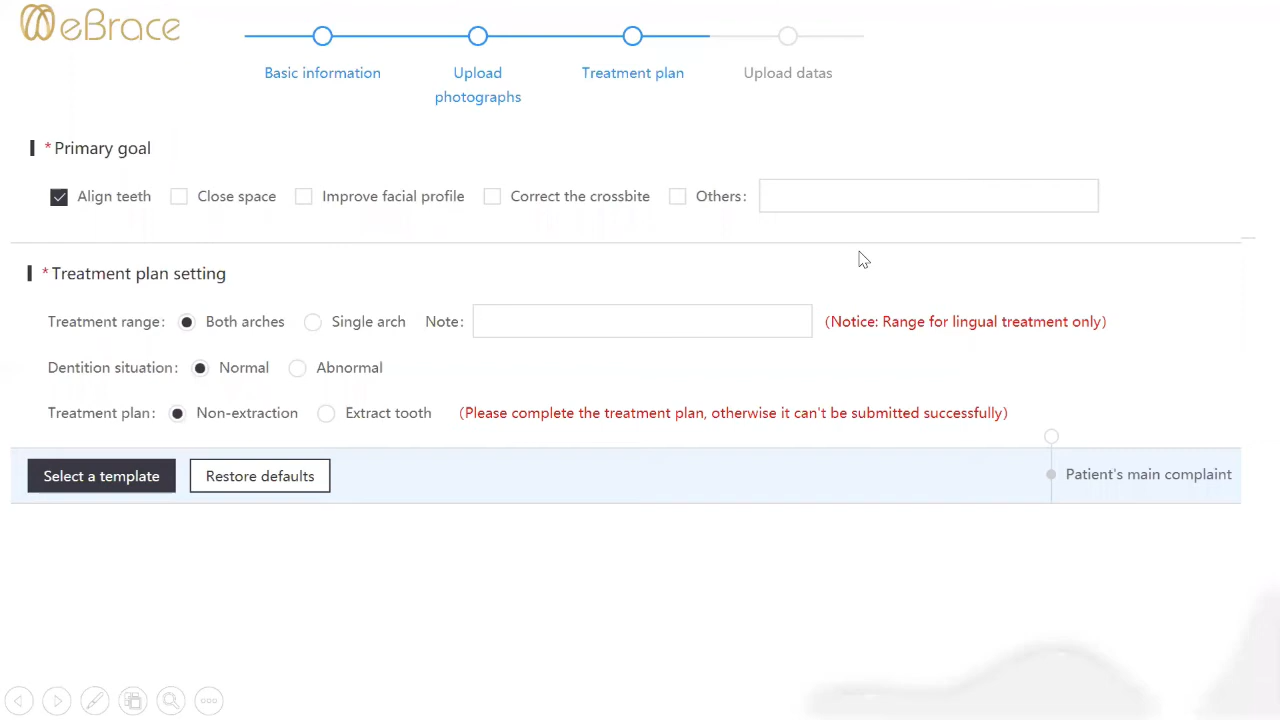 eBrace
Basic information
Upload
photographs
Treatment plan
Upload datas
* Primary goal
Align teeth Close space Improve facial profile Correct the crossbite Others:
* Treatment plan setting
Treatment range: Both arches Single arch Note: (Notice: Range for lingual treatment only)
Dentition situation: Normal Abnormal
Treatment plan: Non-extraction Extract tooth (Please complete the treatment plan, otherwise it can't be submitted successfully)
Select a template Restore defaults Patient's main complaint